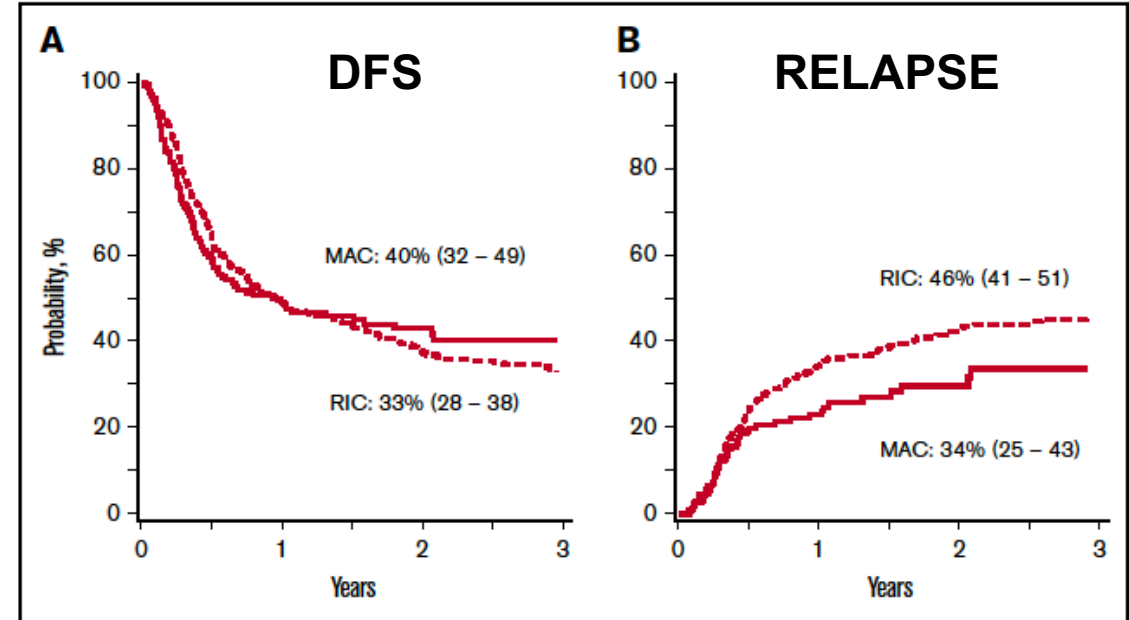 A
DFS
Probability, %
100
80
60
40
20
0
MAC: 40% (32 – 49)
RIC: 33% (28 – 38)
0 1 2 3
Years
B
RELAPSE
100
80
60
40
20
0
RIC: 46% (41 – 51)
MAC: 34% (25 – 43)
0 1 2 3
Years